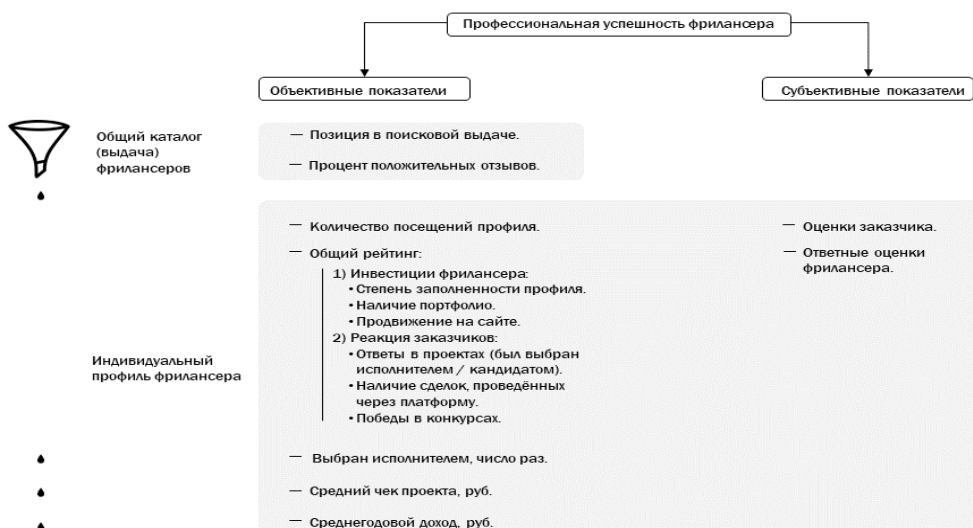 Профессиональная успешность фрилансера
Объективные показатели
Субъективные показатели
Общий каталог
(выдача)
фрилансеров
— Позиция в поисковой выдаче.
— Процент положительных отзывов.
Индивидуальный
профиль фрилансера
— Количество посещений профиля.
— Общий рейтинг:
1) Инвестиции фрилансера:
• Степень заполненности профиля.
• Наличие портфолио.
• Продвижение на сайте.
2) Реакция заказчиков:
• Ответы в проектах (был выбран
исполнителем / кандидатом).
• Наличие сделок, проведённых
через платформу.
• Победы в конкурсах.
— Выбран исполнителем, число раз.
— Средний чек проекта, руб.
— Среднегодовой доход, руб.
— Оценки заказчика.
— Ответные оценки
фрилансера.